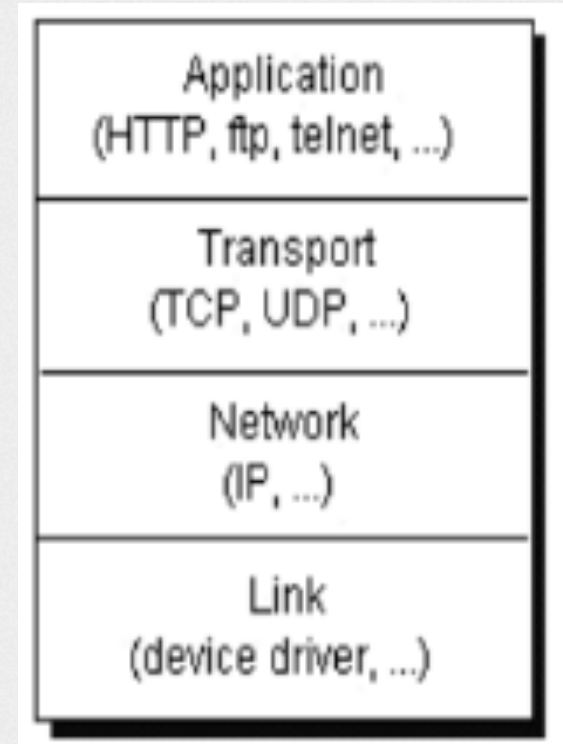 Application
(HTTP, ftp, telnet, ...)
Transport
(TCP, UDP, ...)
Network
(IP, ...)
Link
(device driver, ...)